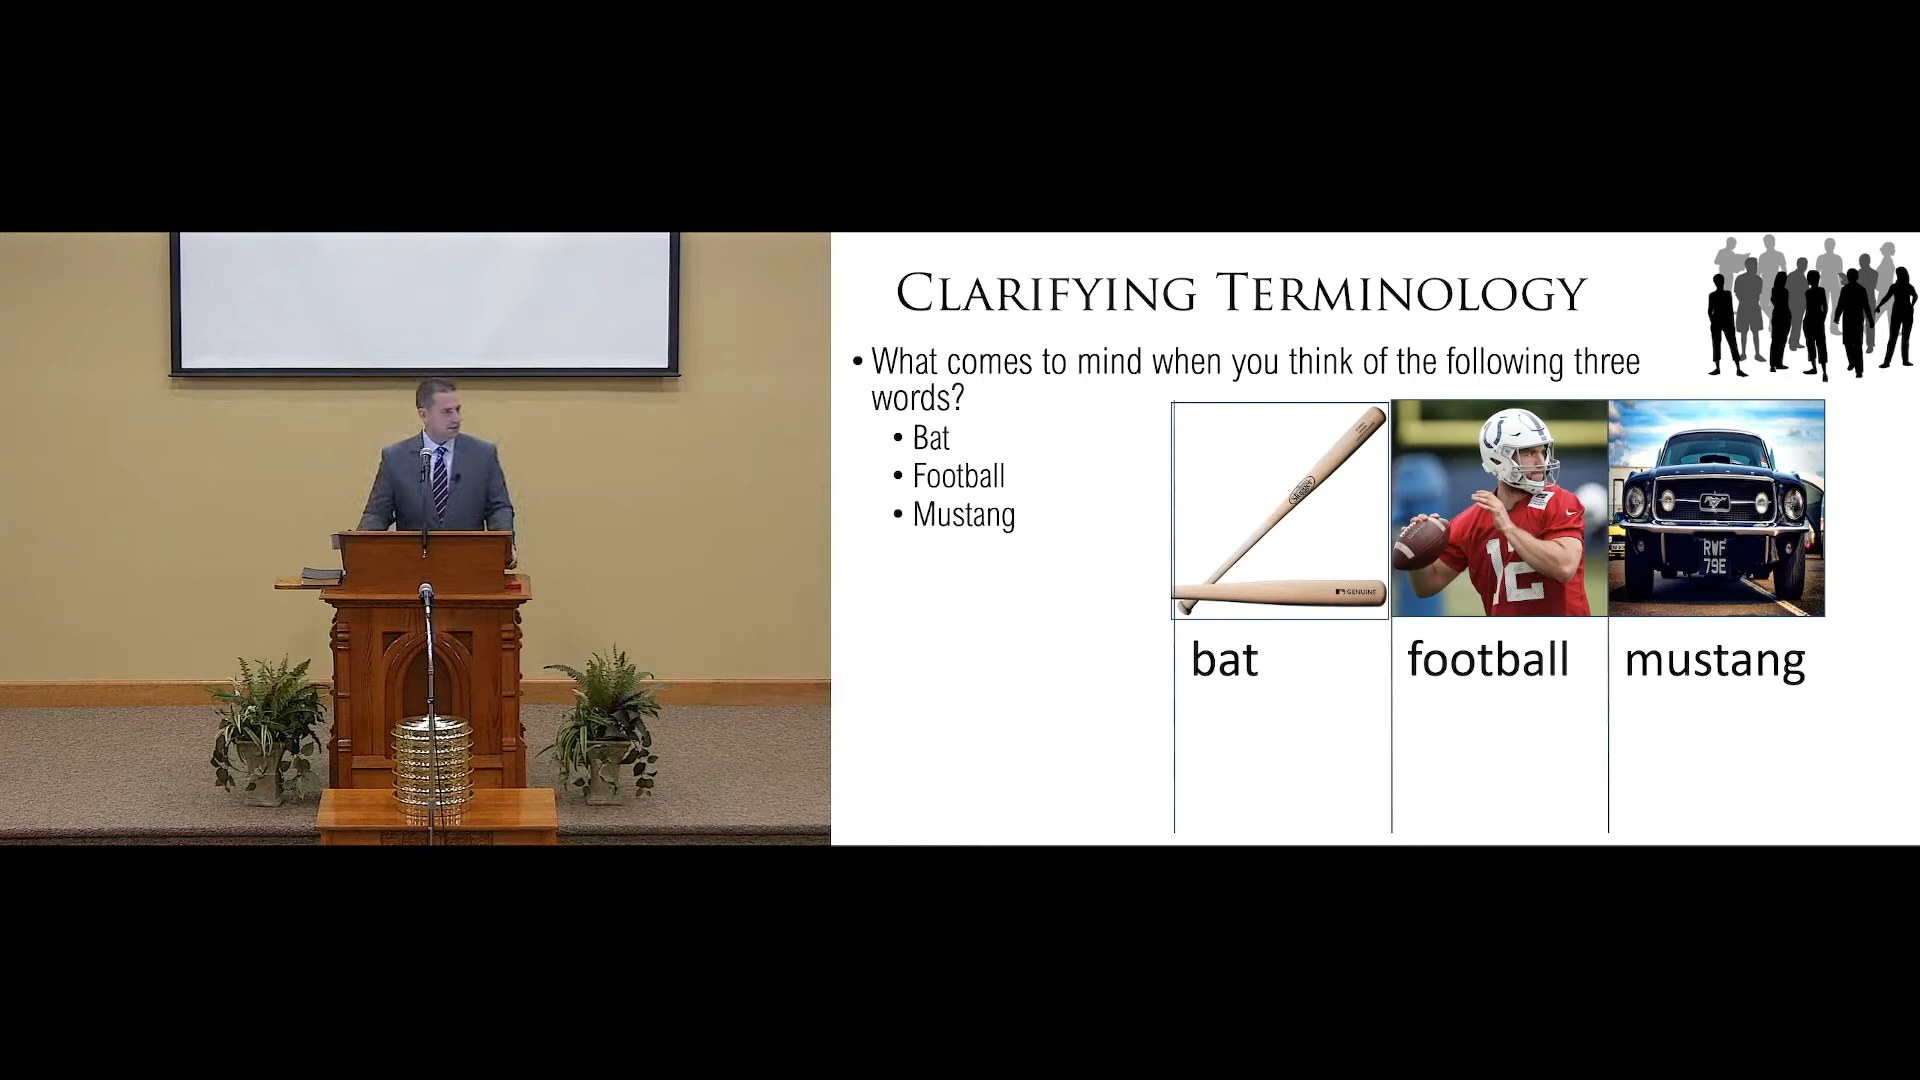 CLARIFYING TERMINOLOGY
• What comes to mind when you think of the following three
words?
• Bat
• Football
• Mustang
Slugger
GENUINE
12
RWF
79E
bat
football
mustang